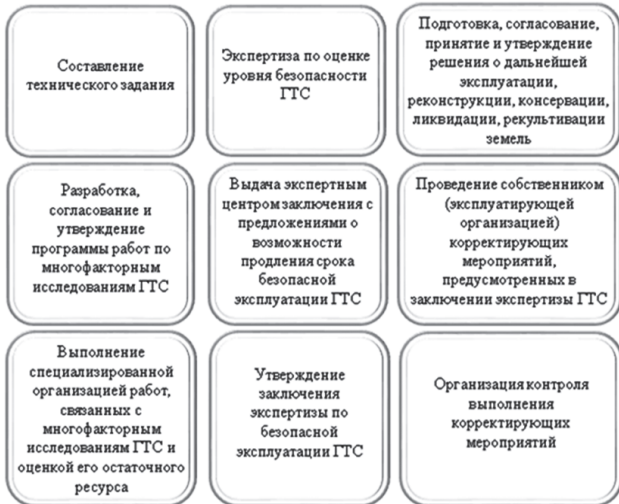 Составление
технического задания
Экспертиза по оценке
уровня безопасности
ГТС
Подготовка, согласование,
принятие и утверждение
решения о дальнейшей
эксплуатации,
реконструкции, консервации,
ликвидации, рекультивации
земель
Разработка,
согласование и
утверждение
программы работ по
многофакторным
исследованиям ГТС
Выдача экспертным
центром заключения с
предложениями о
возможности
продления срока
безопасной
эксплуатации ГТС
Проведение собственником
(эксплуатирующей
организацией)
корректирующих
мероприятий,
предусмотренных в
заключении экспертизы ГТС
Выполнение
специализированной
организацией работ,
связанных с
многофакторным
исследованиям ГТС и
оценкой его остаточного
ресурса
Утверждение
заключения
экспертизы по
безопасной
эксплуатации ГТС
Организация контроля
выполнения
корректирующих
мероприятий